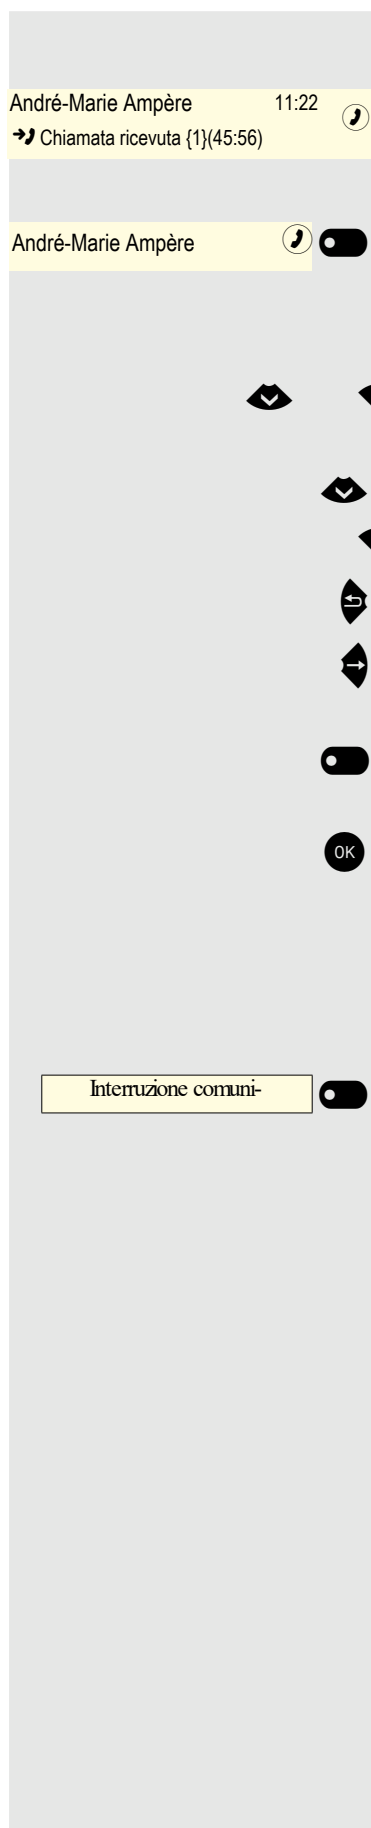 André-Marie Ampère 11:22
Chiamata ricevuta {1}(45:56)
André-Marie Ampère
OK
Interruzione comuni-